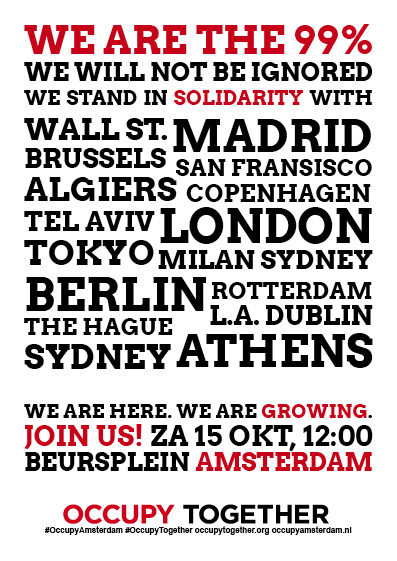 WE ARE THE 99%
WE WILL NOT BE IGNORED
WE STAND IN SOLIDARITY WITH
WALL ST. MADRID
BRUSSELS SAN FRANSISCO
ALGIERS COPENHAGEN
TEL AVIV LONDON
TOKYO MILAN SYDNEY
BERLIN ROTTERDAM
L.A. DUBLIN
THE HAGUE
SYDNEY ATHENS
WE ARE HERE. WE ARE GROWING.
JOIN US! ZA 15 OKT, 12:00
BEURSPLEIN AMSTERDAM
OCCUPY TOGETHER
#OccupyAmsterdam #OccupyTogether occupytogether.org occupyamsterdam.nl